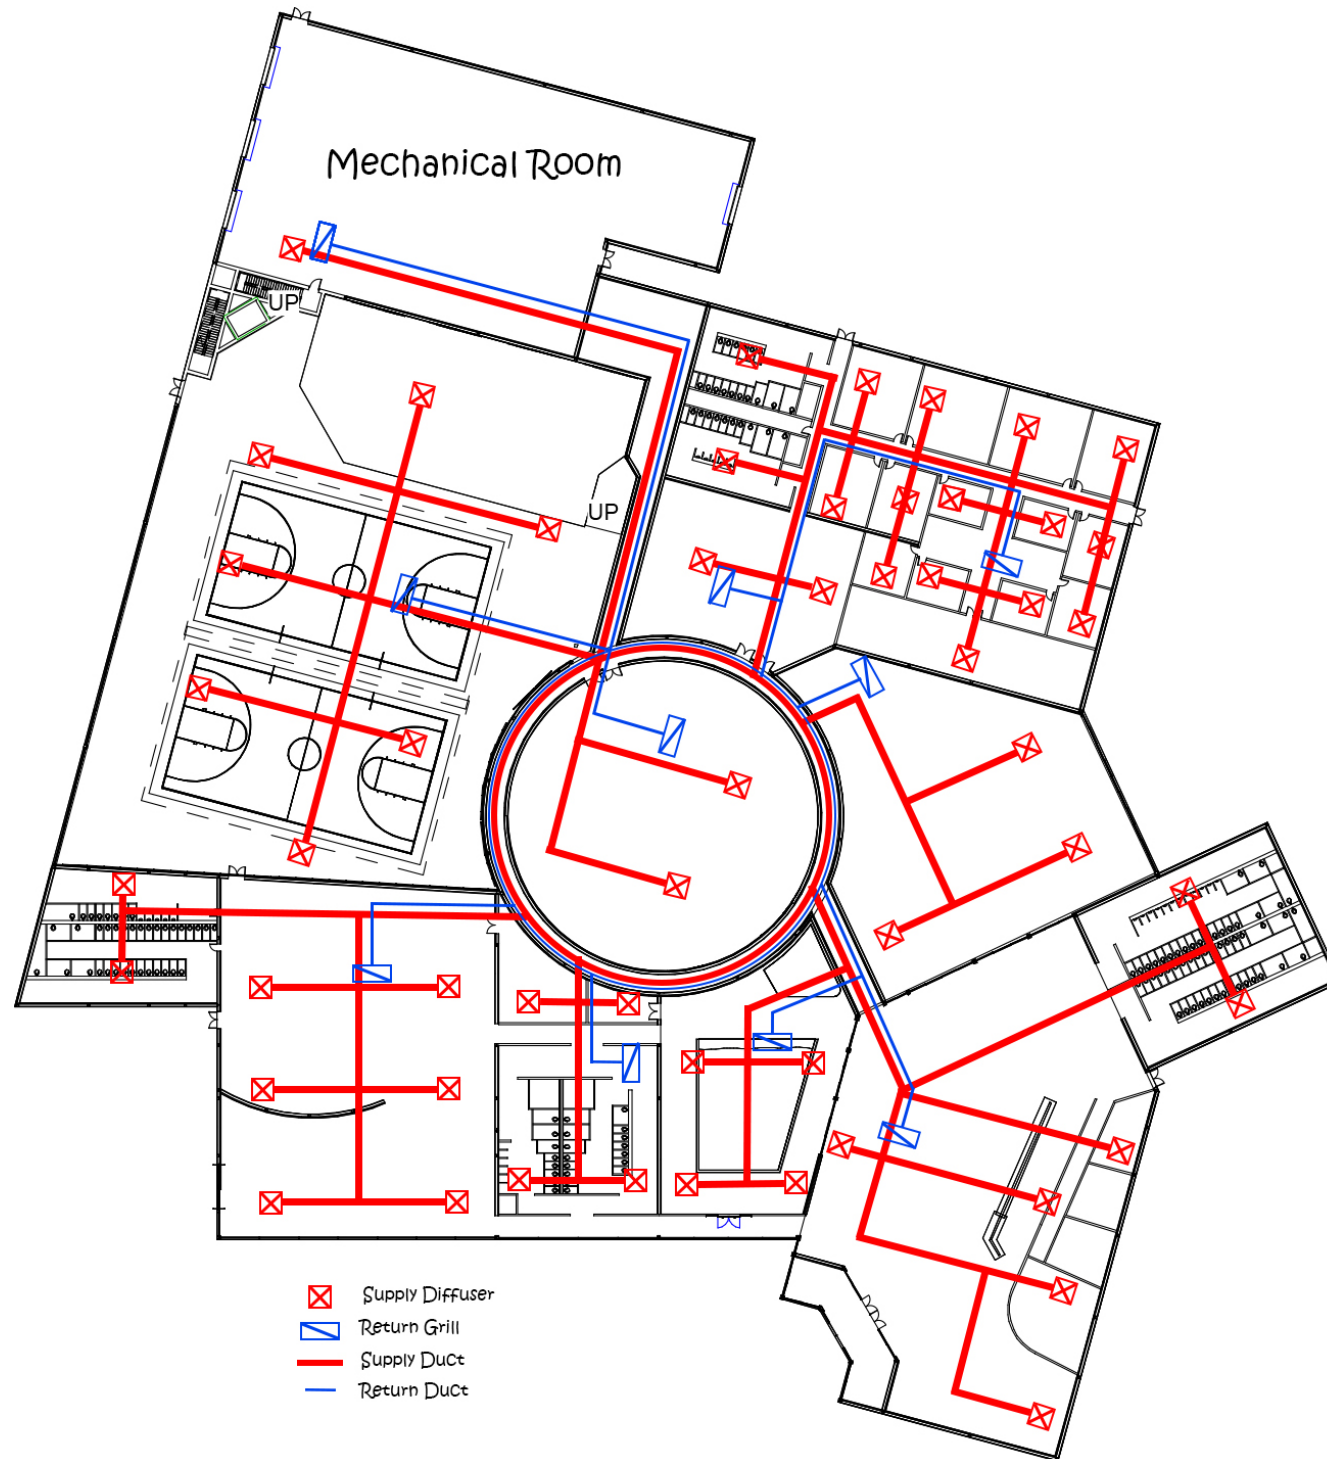 Mechanical Room
UP
UP
Supply Diffuser
Return Grill
Supply Duct
Return Duct